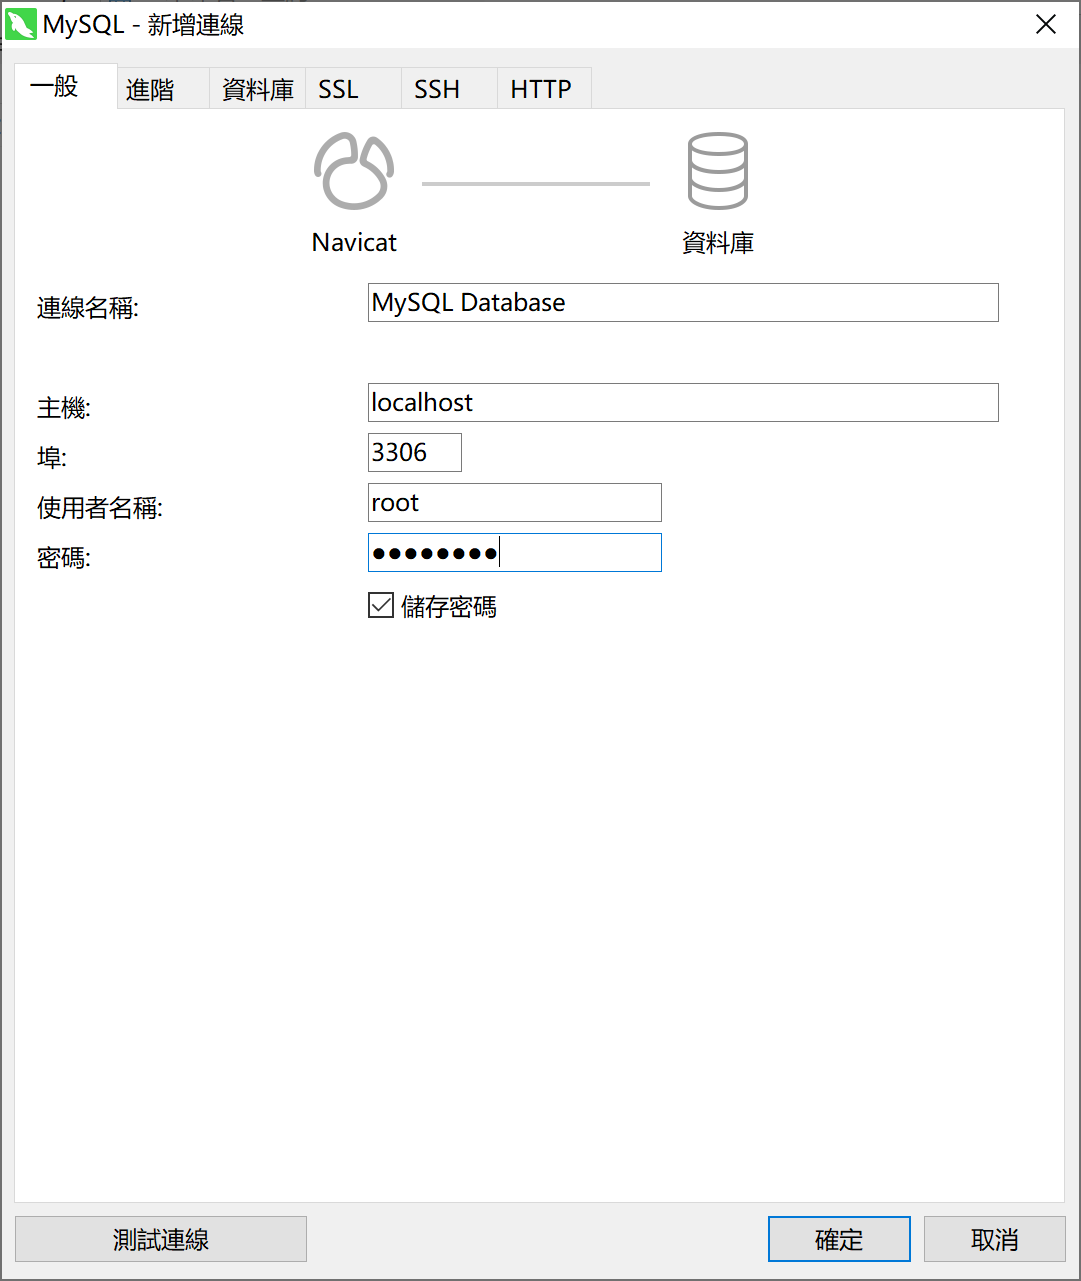 MySQL - 新增連線
一般 進階 資料庫 SSL SSH HTTP
Navicat 資料庫
連線名稱: MySQL Database
主機: localhost
埠: 3306
使用者名稱: root
密碼: ●●●●●●●●
儲存密碼
測試連線 確定 取消